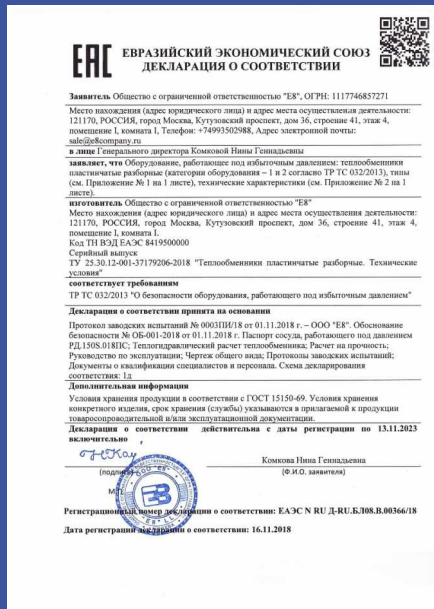 ЕАС
ЕВРАЗИЙСКИЙ ЭКОНОМИЧЕСКИЙ СОЮЗ
ДЕКЛАРАЦИЯ О СООТВЕТСТВИИ
Заявитель Общество с ограниченной ответственностью "Е8", ОГРН: 1117746857271
Место нахождения (адрес юридического лица) и адрес места осуществления деятельности:
121170, РОССИЯ, город Москва, Кутузовский проспект, дом 36, строение 41, этаж 4,
помещение I, комната I, Телефон: +74993502988, Адрес электронной почты:
sale@e8company.ru
в лице Генерального директора Комковой Нины Геннадьевны
заявляет, что Оборудование, работающее под избыточным давлением: теплообменники
пластинчатые разборные (категории оборудования – 1 и 2 согласно ТР ТС 032/2013), типы
(см. Приложение № 1 на 1 листе), технические характеристики (см. Приложение № 2 на 1
листе).
изготовитель Общество с ограниченной ответственностью "Е8"
Место нахождения (адрес юридического лица) и адрес места осуществления деятельности:
121170, РОССИЯ, город Москва, Кутузовский проспект, дом 36, строение 41, этаж 4,
помещение I, комната I.
Код ТН ВЭД ЕАЭС 8419500000
Серийный выпуск
ТУ 25.30.12-001-37179206-2018 "Теплообменники пластинчатые разборные. Технические
условия"
соответствует требованиям
ТР ТС 032/2013 "О безопасности оборудования, работающего под избыточным давлением"
Декларация о соответствии принята на основании
Протокол заводских испытаний № 0003ПИ/18 от 01.11.2018 г. – ООО "Е8". Обоснование
безопасности № ОБ-001-2018 от 01.11.2018 г. Паспорт сосуда, работающего под давлением
РД.150S.018ПС; Теплогидравлический расчет теплообменника; Расчет на прочность;
Руководство по эксплуатации; Чертеж общего вида; Протоколы заводских испытаний;
Документы о квалификации специалистов и персонала. Схема декларирования
соответствия: 1д
Дополнительная информация
Условия хранения продукции в соответствии с ГОСТ 15150-69. Условия хранения
конкретного изделия, срок хранения (службы) указываются в прилагаемой к продукции
товаросопроводительной и/или эксплуатационной документации.
Декларация о соответствии действительна с даты регистрации по 13.11.2023
включительно
Комкова Нина Геннадьевна
(подпись) (Ф.И.О. заявителя)
М.П.
Регистрационный номер декларации о соответствии: ЕАЭС N RU Д-RU.БЛ08.В.00366/18
Дата регистрации декларации о соответствии: 16.11.2018